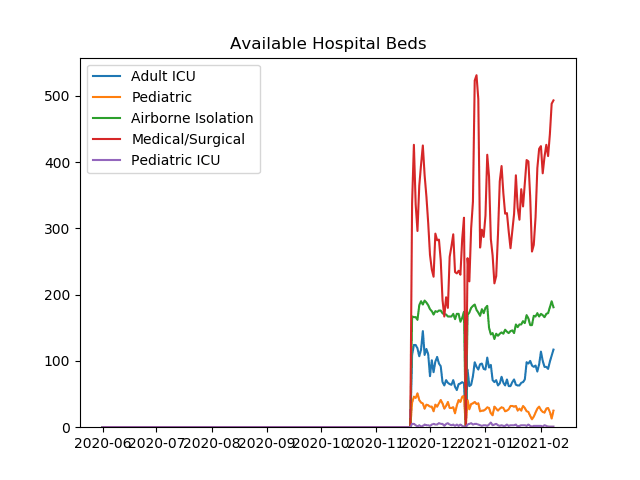 Available Hospital Beds
Adult ICU
Pediatric
Airborne Isolation
Medical/Surgical
Pediatric ICU
500
400
300
200
100
0
2020-06 2020-07 2020-08 2020-09 2020-10 2020-11 2020-12 2021-01 2021-02